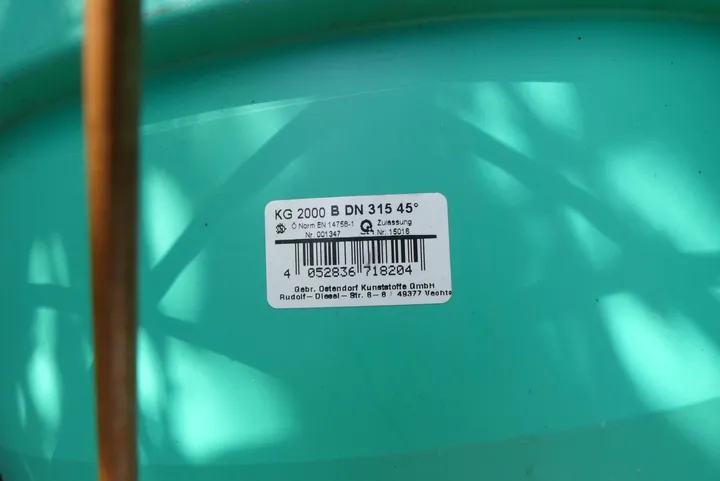 KG 2000 B DN 315 45°
Ö Norm EN 14758-1 Zulassung
Nr. 001347 Nr. 15016
4 052836 718204
Gebr. Ostendorf Kunststoffe GmbH
Rudolf- Diesel- Str. 6-8 / 49377 Vechta